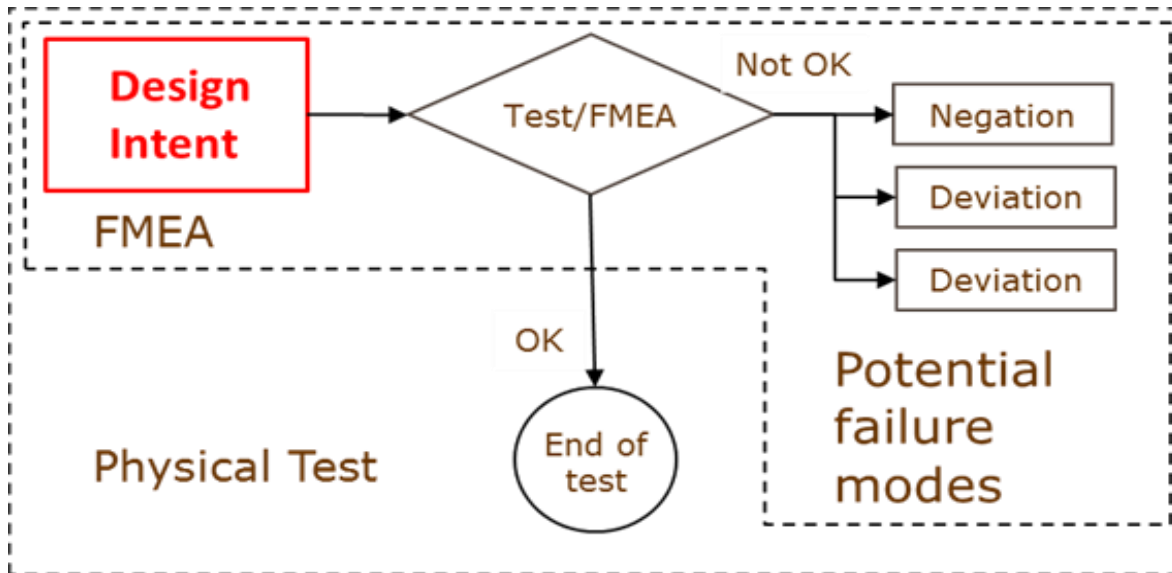 Design
Intent
Test/FMEA
Not OK
Negation
Deviation
Deviation
FMEA
OK
Potential
failure
modes
End of
test
Physical Test